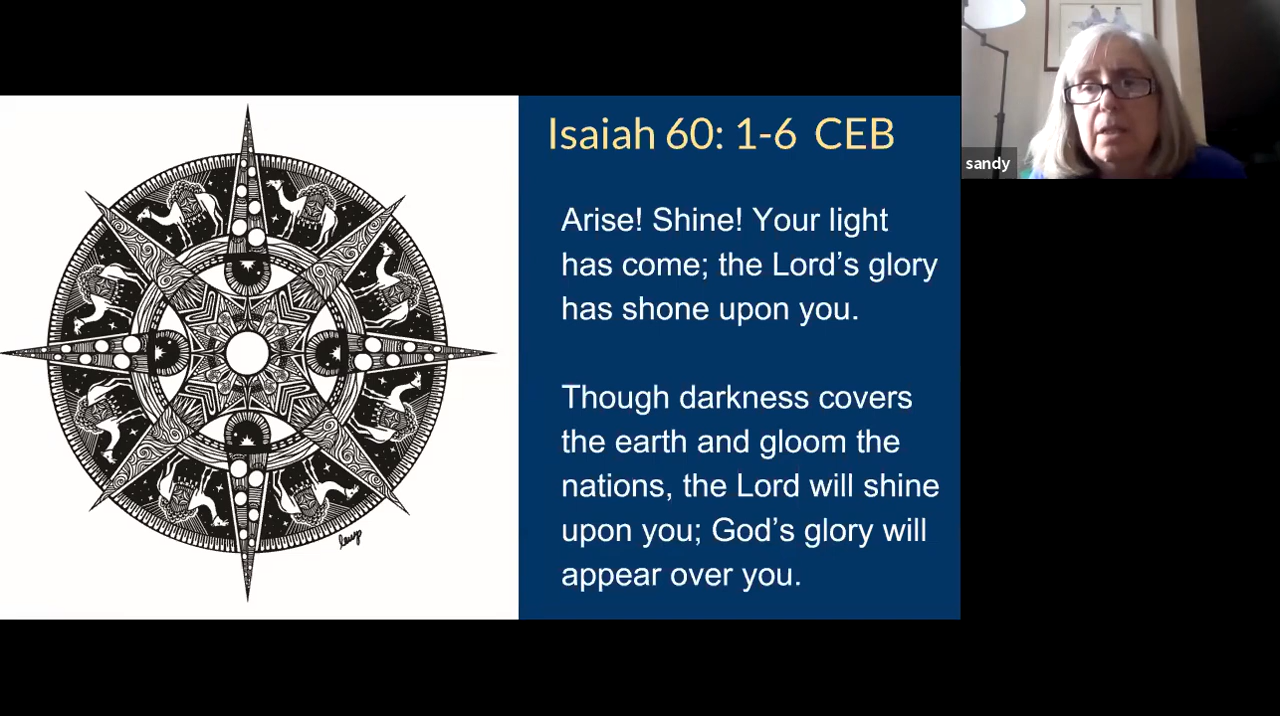 Isaiah 60: 1-6 CEB
Arise! Shine! Your light
has come; the Lord’s glory
has shone upon you.
Though darkness covers
the earth and gloom the
nations, the Lord will shine
upon you; God’s glory will
appear over you.
sandy